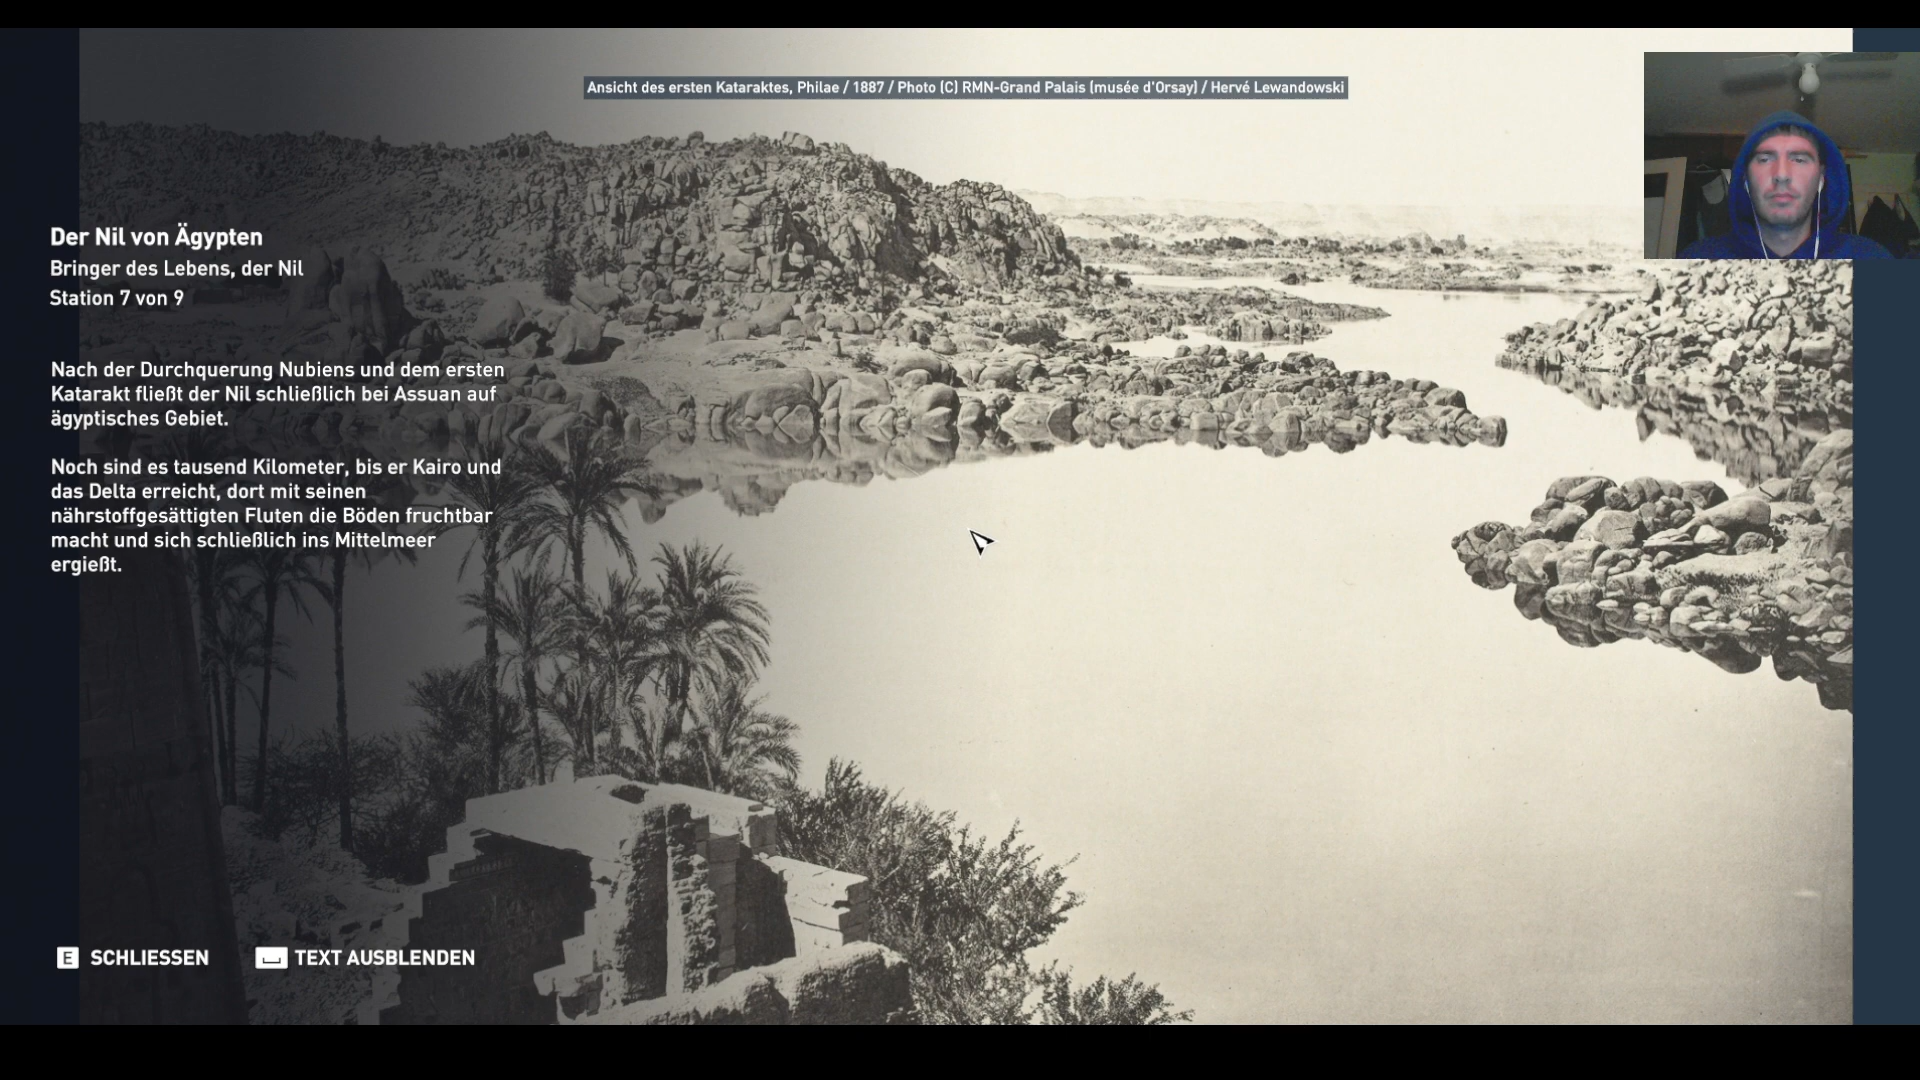 Ansicht des ersten Kataraktes, Philae / 1887 / Photo (C) RMN-Grand Palais (musée d'Orsay) / Hervé Lewandowski
Der Nil von Ägypten
Bringer des Lebens, der Nil
Station 7 von 9
Nach der Durchquerung Nubiens und dem ersten
Katarakt fließt der Nil schließlich bei Assuan auf
ägyptisches Gebiet.
Noch sind es tausend Kilometer, bis er Kairo und
das Delta erreicht, dort mit seinen
nährstoffgesättigten Fluten die Böden fruchtbar
macht und sich schließlich ins Mittelmeer
ergießt.
E SCHLIESSEN TEXT AUSBLENDEN